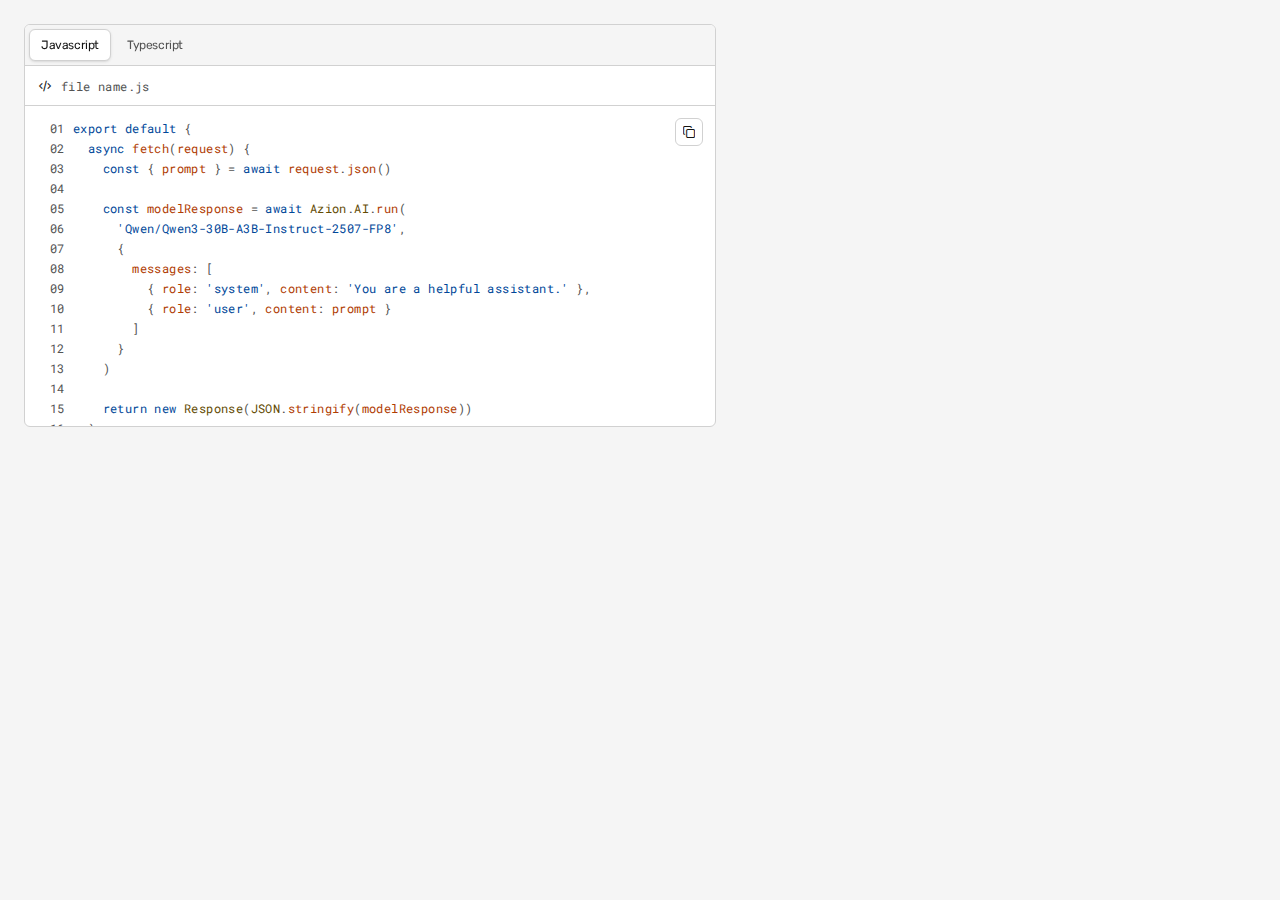 Javascript Typescript
file name.js
01 export default {
02   async fetch(request) {
03     const { prompt } = await request.json()
04
05     const modelResponse = await Azion.AI.run(
06       'Qwen/Qwen3-30B-A3B-Instruct-2507-FP8',
07       {
08         messages: [
09           { role: 'system', content: 'You are a helpful assistant.' },
10           { role: 'user', content: prompt }
11         ]
12       }
13     )
14
15     return new Response(JSON.stringify(modelResponse))